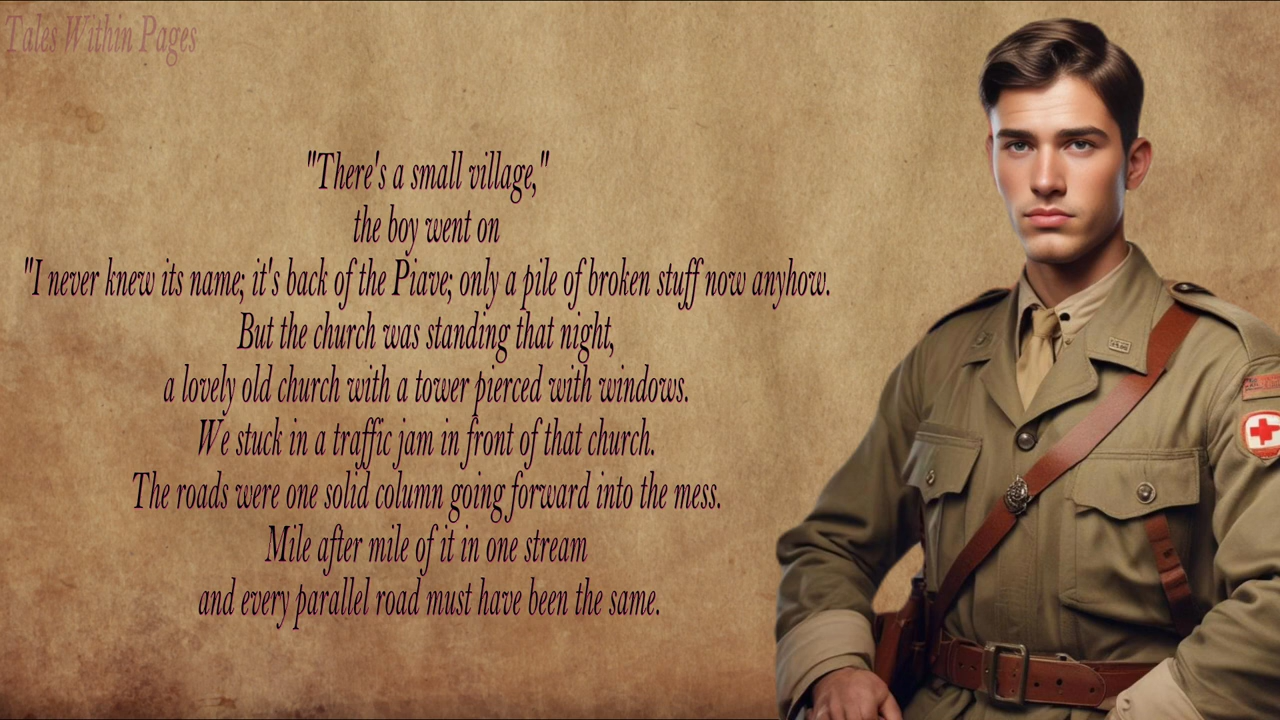 Tales Within Pages
"There's a small village,"
the boy went on
"I never knew its name; it's back of the Piave; only a pile of broken stuff now anyhow.
But the church was standing that night,
a lovely old church with a tower pierced with windows.
We stuck in a traffic jam in front of that church.
The roads were one solid column going forward into the mess.
Mile after mile of it in one stream
and every parallel road must have been the same.